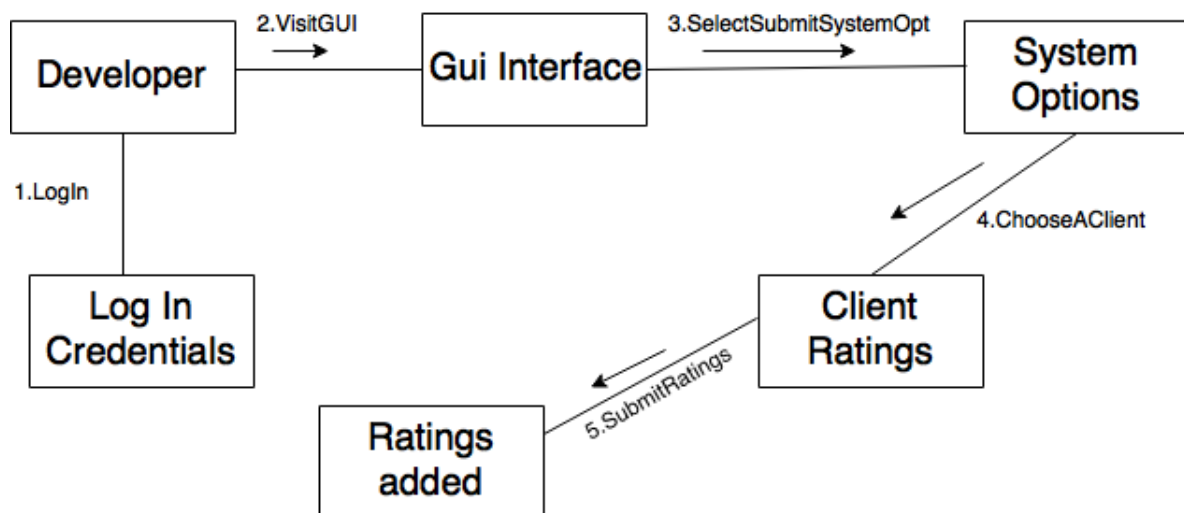 2.VisitGUI
3.SelectSubmitSystemOpt
Developer
Gui Interface
System
Options
1.LogIn
4.ChooseAClient
Log In
Credentials
Client
Ratings
5.SubmitRatings
Ratings
added